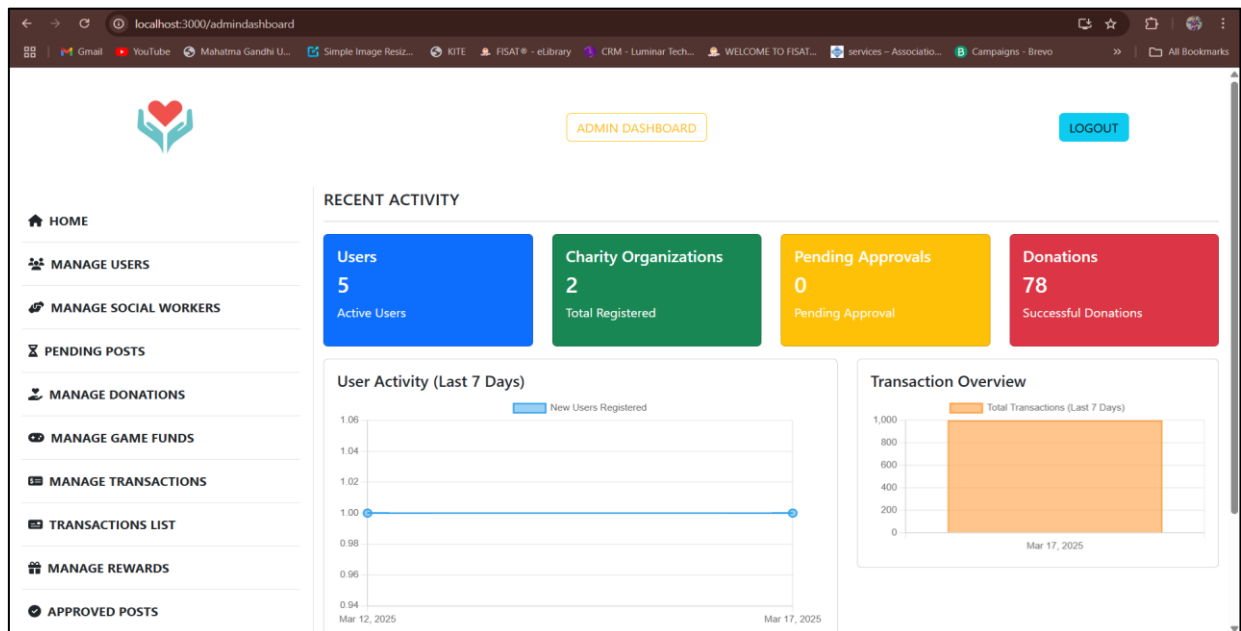 localhost:3000/admindashboard
Gmail YouTube Mahatma Gandhi U... Simple Image Resiz... KITE FISAT® - eLibrary CRM - Luminar Tech... WELCOME TO FISAT... services – Associatio... Campaigns - Brevo » All Bookmarks
ADMIN DASHBOARD
LOGOUT
HOME
MANAGE USERS
MANAGE SOCIAL WORKERS
PENDING POSTS
MANAGE DONATIONS
MANAGE GAME FUNDS
MANAGE TRANSACTIONS
TRANSACTIONS LIST
MANAGE REWARDS
APPROVED POSTS
RECENT ACTIVITY
Users
5
Active Users
Charity Organizations
2
Total Registered
Pending Approvals
0
Pending Approval
Donations
78
Successful Donations
User Activity (Last 7 Days)
New Users Registered
1.06
1.04
1.02
1.00
0.98
0.96
0.94
Mar 12, 2025 Mar 17, 2025
Transaction Overview
Total Transactions (Last 7 Days)
1,000
800
600
400
200
0
Mar 17, 2025